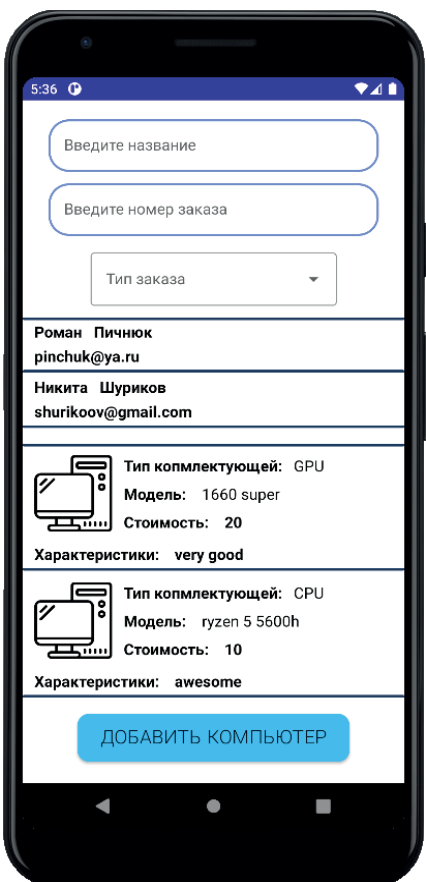 5:36
Введите название
Введите номер заказа
Тип заказа
Роман Пичнюк
pinchuk@ya.ru
Никита Шуриков
shurikoov@gmail.com
Тип копмлектующей: GPU
Модель: 1660 super
Стоимость: 20
Характеристики: very good
Тип копмлектующей: CPU
Модель: ryzen 5 5600h
Стоимость: 10
Характеристики: awesome
ДОБАВИТЬ КОМПЬЮТЕР